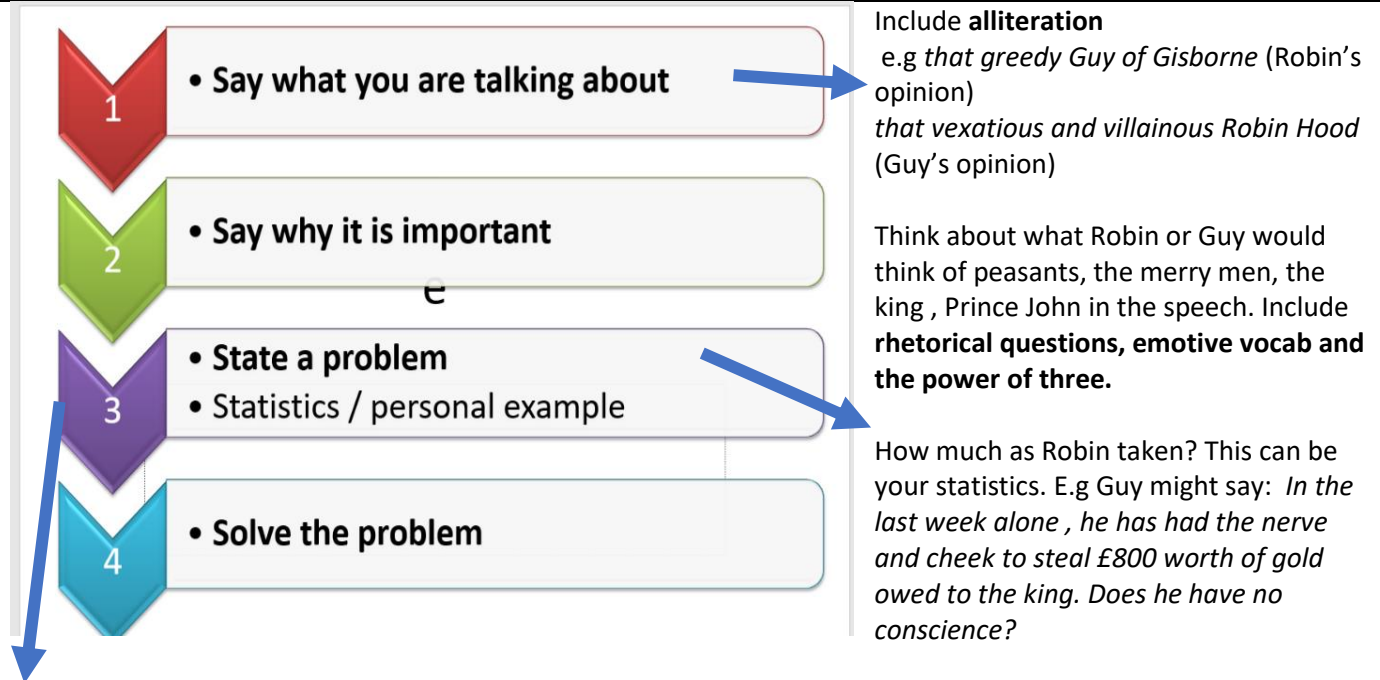 1
• Say what you are talking about
2
• Say why it is important
e
3
• State a problem
• Statistics / personal example
4
• Solve the problem
Include alliteration
e.g that greedy Guy of Gisborne (Robin's
opinion)
that vexatious and villainous Robin Hood
(Guy's opinion)
Think about what Robin or Guy would
think of peasants, the merry men, the
king , Prince John in the speech. Include
rhetorical questions, emotive vocab and
the power of three.
How much as Robin taken? This can be
your statistics. E.g Guy might say:  In the
last week alone , he has had the nerve
and cheek to steal £800 worth of gold
owed to the king. Does he have no
conscience?